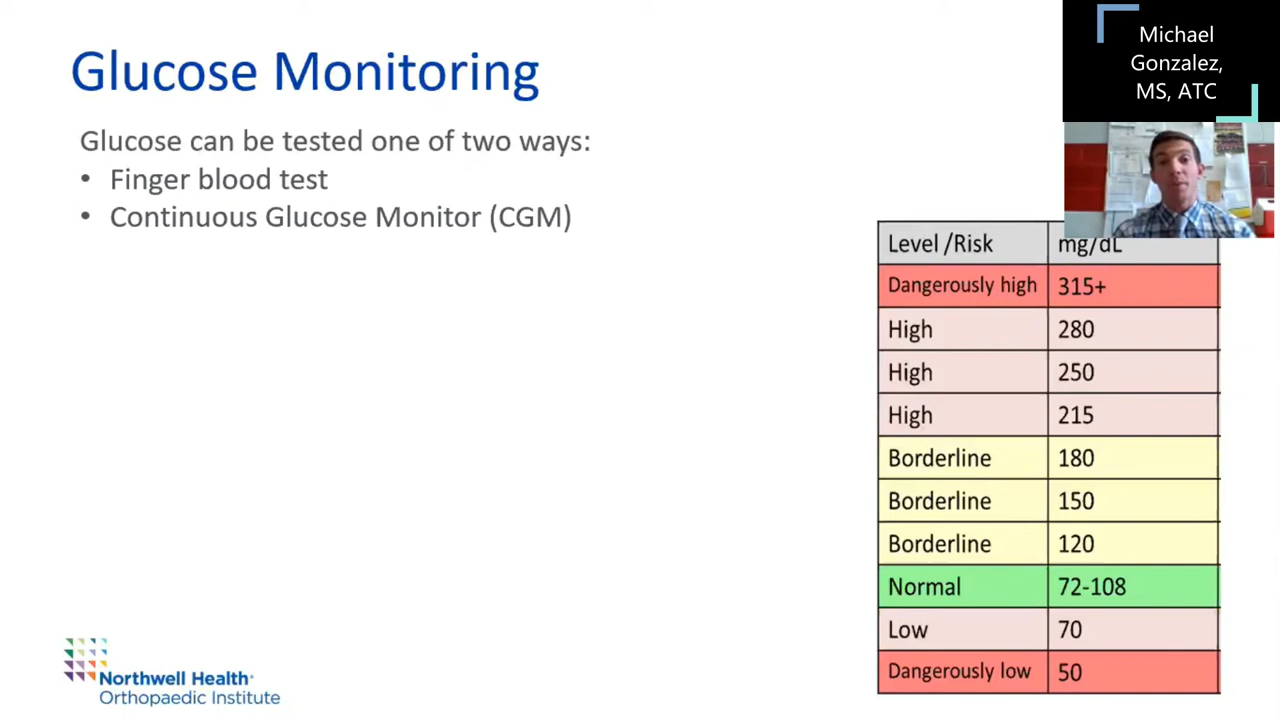 Glucose Monitoring
Glucose can be tested one of two ways:
• Finger blood test
• Continuous Glucose Monitor (CGM)
Michael
Gonzalez,
MS, ATC
Level /Risk mg/dL
Dangerously high 315+
High 280
High 250
High 215
Borderline 180
Borderline 150
Borderline 120
Normal 72-108
Low 70
Dangerously low 50
Northwell Health
Orthopaedic Institute